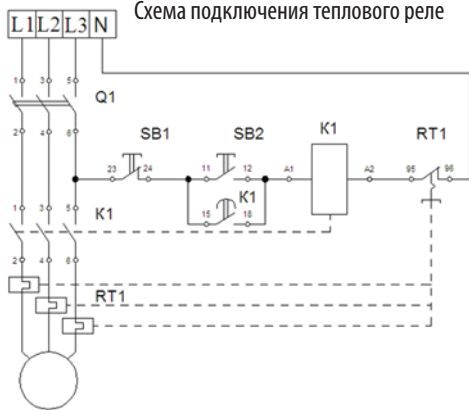 Схема подключения теплового реле
L1 L2 L3 N
1 3 5
Q1
2 4 6
SB1 SB2 K1 RT1
23 24 11 12 A1 A2 95 96
15 18 K1
1 3 5
K1
2 4 6
RT1